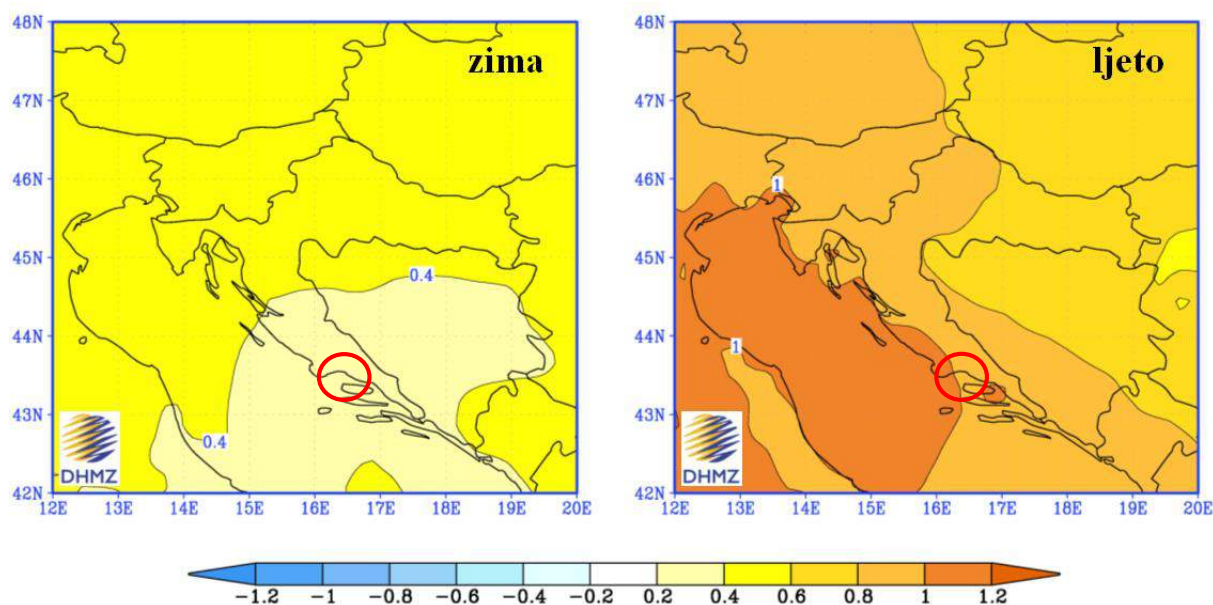 zima
48N
47N
46N
45N
44N
43N
42N
12E 13E 14E 15E 16E 17E 18E 19E 20E
0.4
0.4
DHMZ
ljeto
48N
47N
46N
45N
44N
43N
42N
12E 13E 14E 15E 16E 17E 18E 19E 20E
1
1
DHMZ
-1.2 -1 -0.8 -0.6 -0.4 -0.2 0.2 0.4 0.6 0.8 1 1.2